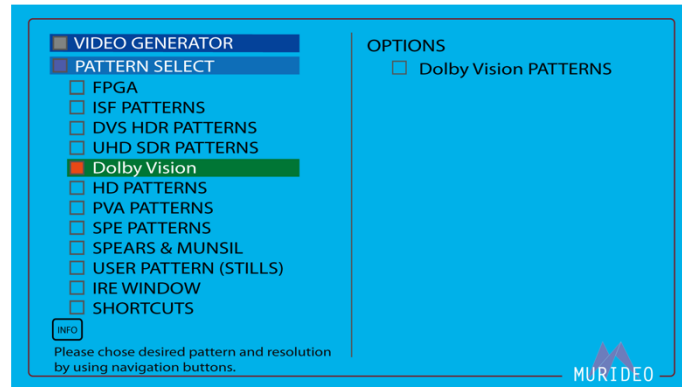 VIDEO GENERATOR
PATTERN SELECT
FPGA
ISF PATTERNS
DVS HDR PATTERNS
UHD SDR PATTERNS
Dolby Vision
HD PATTERNS
PVA PATTERNS
SPE PATTERNS
SPEARS & MUNSIL
USER PATTERN (STILLS)
IRE WINDOW
SHORTCUTS
INFO
Please chose desired pattern and resolution
by using navigation buttons.
OPTIONS
Dolby Vision PATTERNS
MURIDEO